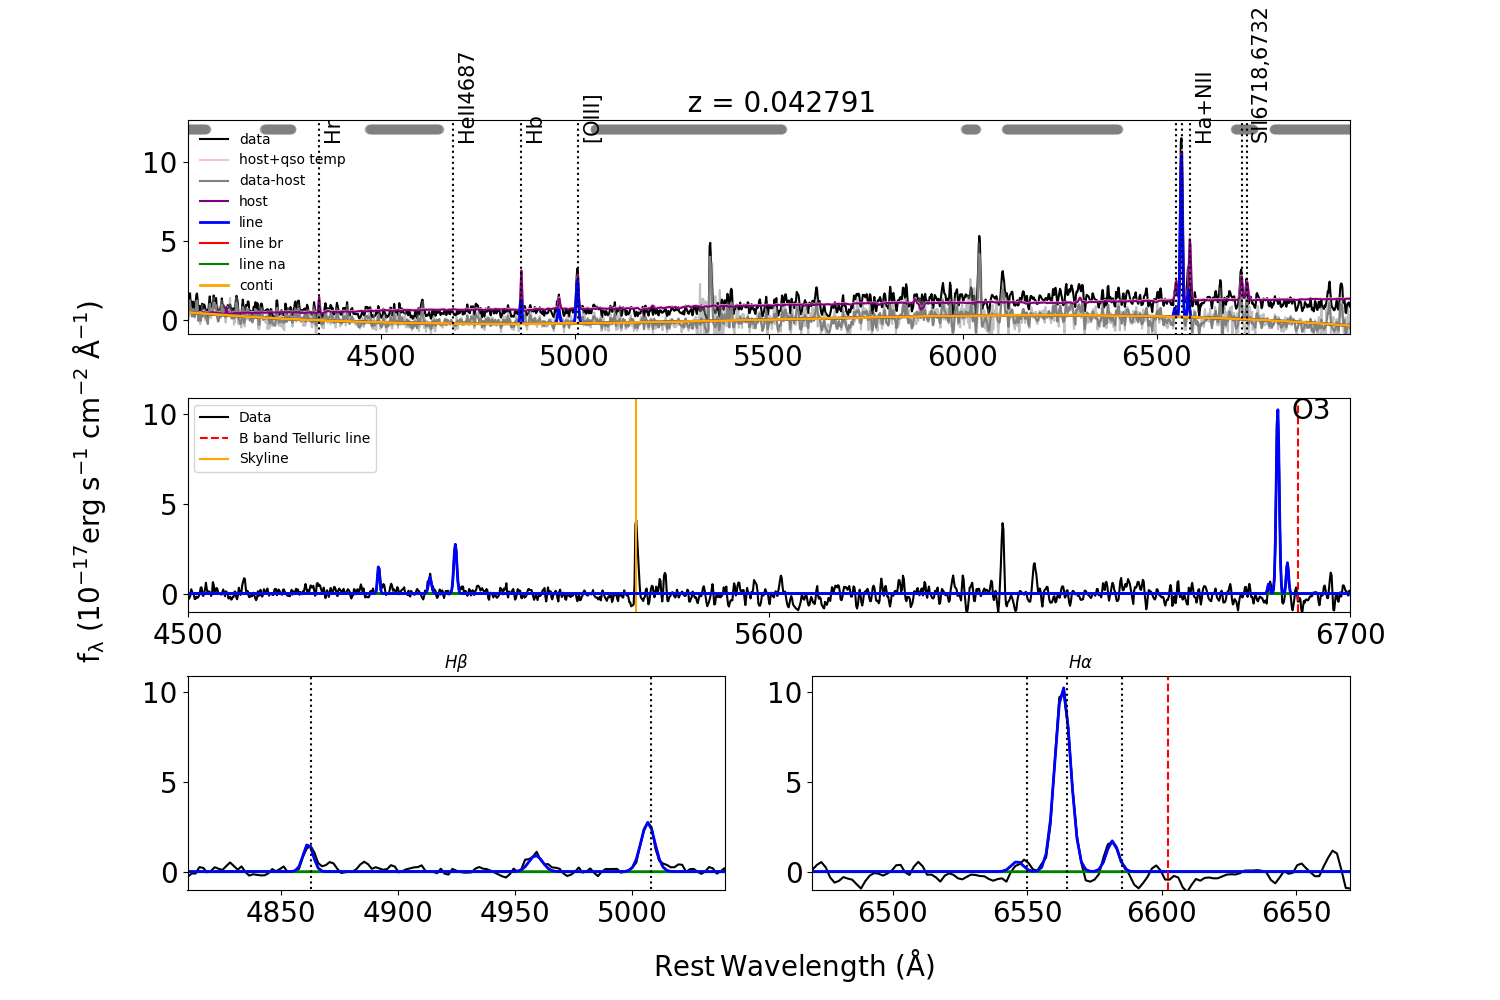 z = 0.042791
Hr
HeII4687
Hb
[OIII]
Ha+NII
SII6718,6732
data
host+qso temp
data-host
host
line
line br
line na
conti
10
5
0
4500
5000
5500
6000
6500
fλ (10⁻¹⁷erg s⁻¹ cm⁻² Å⁻¹)
O3
Data
B band Telluric line
Skyline
10
5
0
4500
5600
6700
Hβ
10
5
0
4850
4900
4950
5000
Hα
10
5
0
6500
6550
6600
6650
Rest Wavelength (Å)